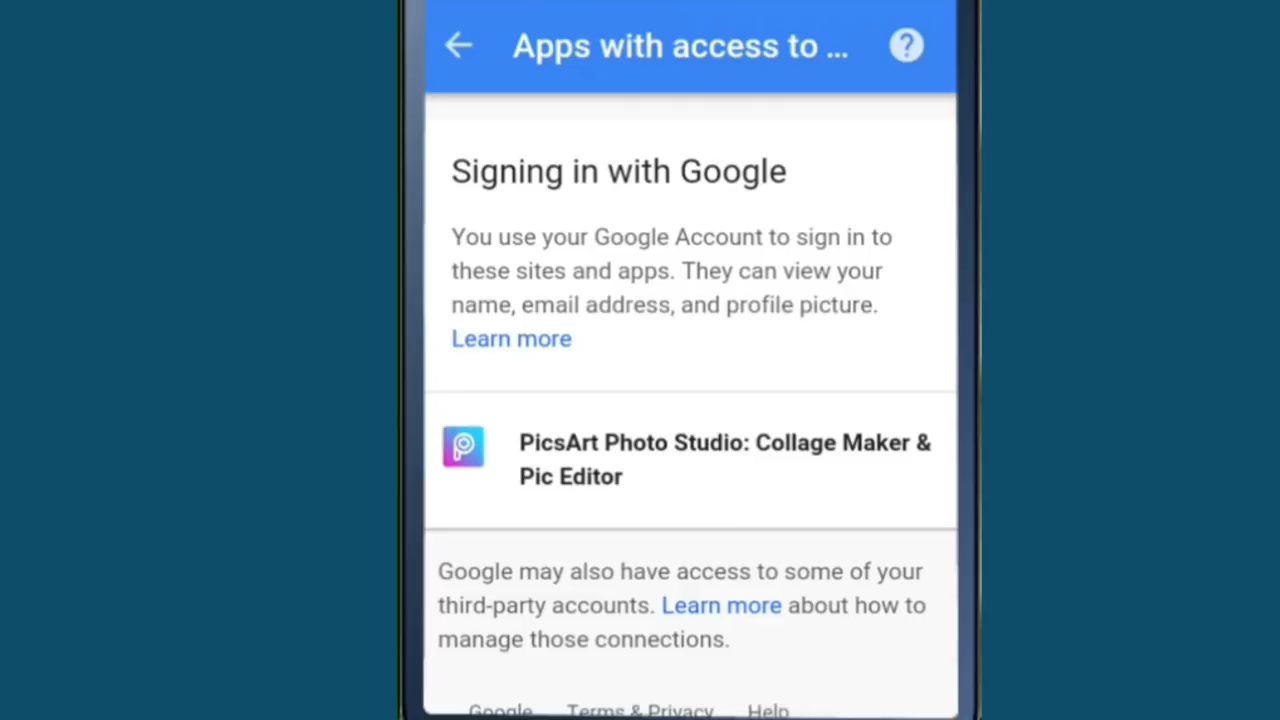 Apps with access to ...
?
Signing in with Google
You use your Google Account to sign in to
these sites and apps. They can view your
name, email address, and profile picture.
Learn more
PicsArt Photo Studio: Collage Maker &
Pic Editor
Google may also have access to some of your
third-party accounts. Learn more about how to
manage those connections.
Google Terms & Privacy Help